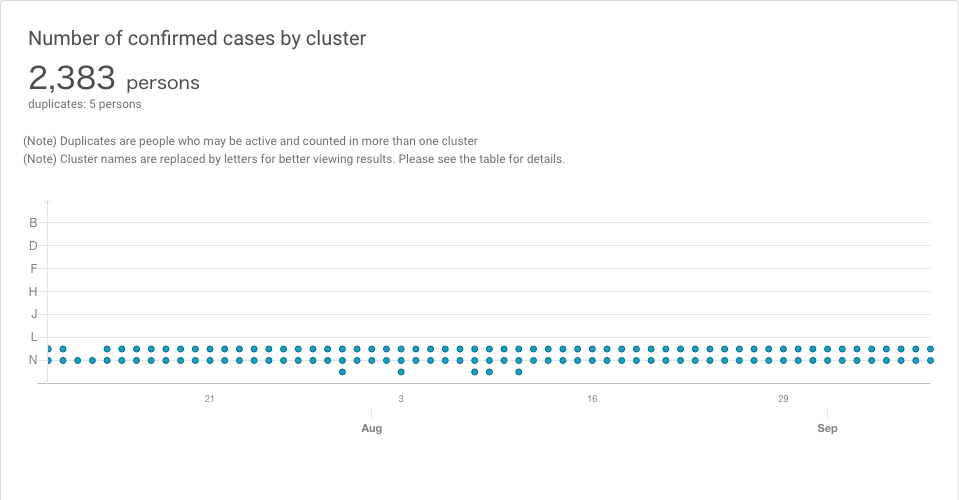 Number of confirmed cases by cluster
2,383 persons
duplicates: 5 persons
(Note) Duplicates are people who may be active and counted in more than one cluster
(Note) Cluster names are replaced by letters for better viewing results. Please see the table for details.
B
D
F
H
J
L
N
21 3 16 29
Aug Sep